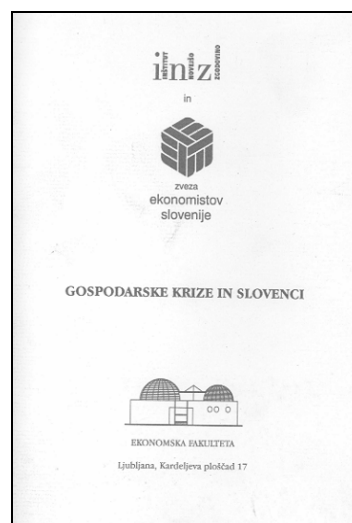 inz
INŠTITUT
NOVEJŠO
ZGODOVINO
in
zveza
ekonomistov
slovenije
GOSPODARSKE KRIZE IN SLOVENCI
EKONOMSKA FAKULTETA
Ljubljana, Kardeljeva ploščad 17